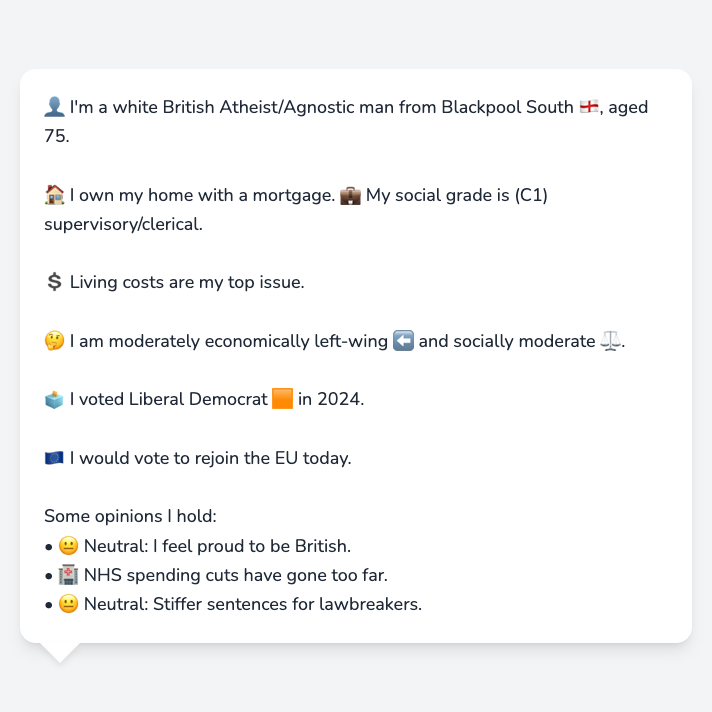 👤 I'm a white British Atheist/Agnostic man from Blackpool South 🏴󠁧󠁢󠁥󠁮󠁧󠁿, aged
75.
🏠 I own my home with a mortgage. 💼 My social grade is (C1)
supervisory/clerical.
💲 Living costs are my top issue.
🤔 I am moderately economically left-wing ⬅️ and socially moderate ⚖️.
🗳️ I voted Liberal Democrat 🟧 in 2024.
🇪🇺 I would vote to rejoin the EU today.
Some opinions I hold:
• 😐 Neutral: I feel proud to be British.
• 🏥 NHS spending cuts have gone too far.
• 😐 Neutral: Stiffer sentences for lawbreakers.